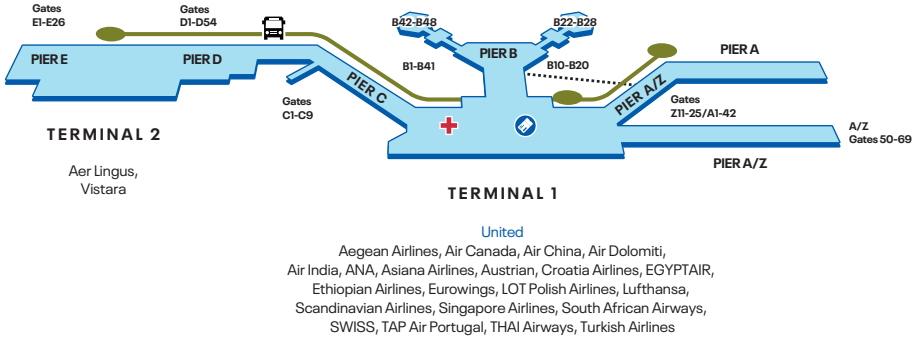 Gates
E1-E26
Gates
D1-D54
B42-B48
B22-B28
PIER E
PIER D
PIER B
PIER A
B1-B41
B10-B20
PIER C
PIER A/Z
Gates
C1-C9
Gates
Z11-25/A1-42
A/Z
Gates 50-69
PIER A/Z
TERMINAL 2
Aer Lingus,
Vistara
TERMINAL 1
United
Aegean Airlines, Air Canada, Air China, Air Dolomiti,
Air India, ANA, Asiana Airlines, Austrian, Croatia Airlines, EGYPTAIR,
Ethiopian Airlines, Eurowings, LOT Polish Airlines, Lufthansa,
Scandinavian Airlines, Singapore Airlines, South African Airways,
SWISS, TAP Air Portugal, THAI Airways, Turkish Airlines